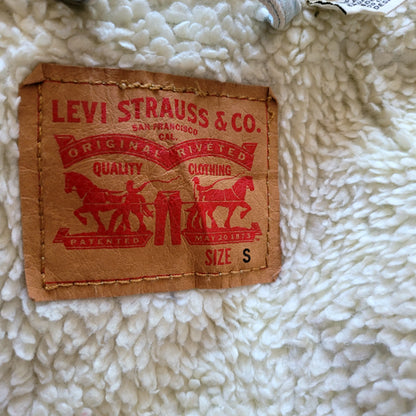 LEVI STRAUSS & CO.
SAN FRANCISCO
CAL.
ORIGINAL RIVETED
QUALITY CLOTHING
PATENTED MAY 20 1873
SIZE S